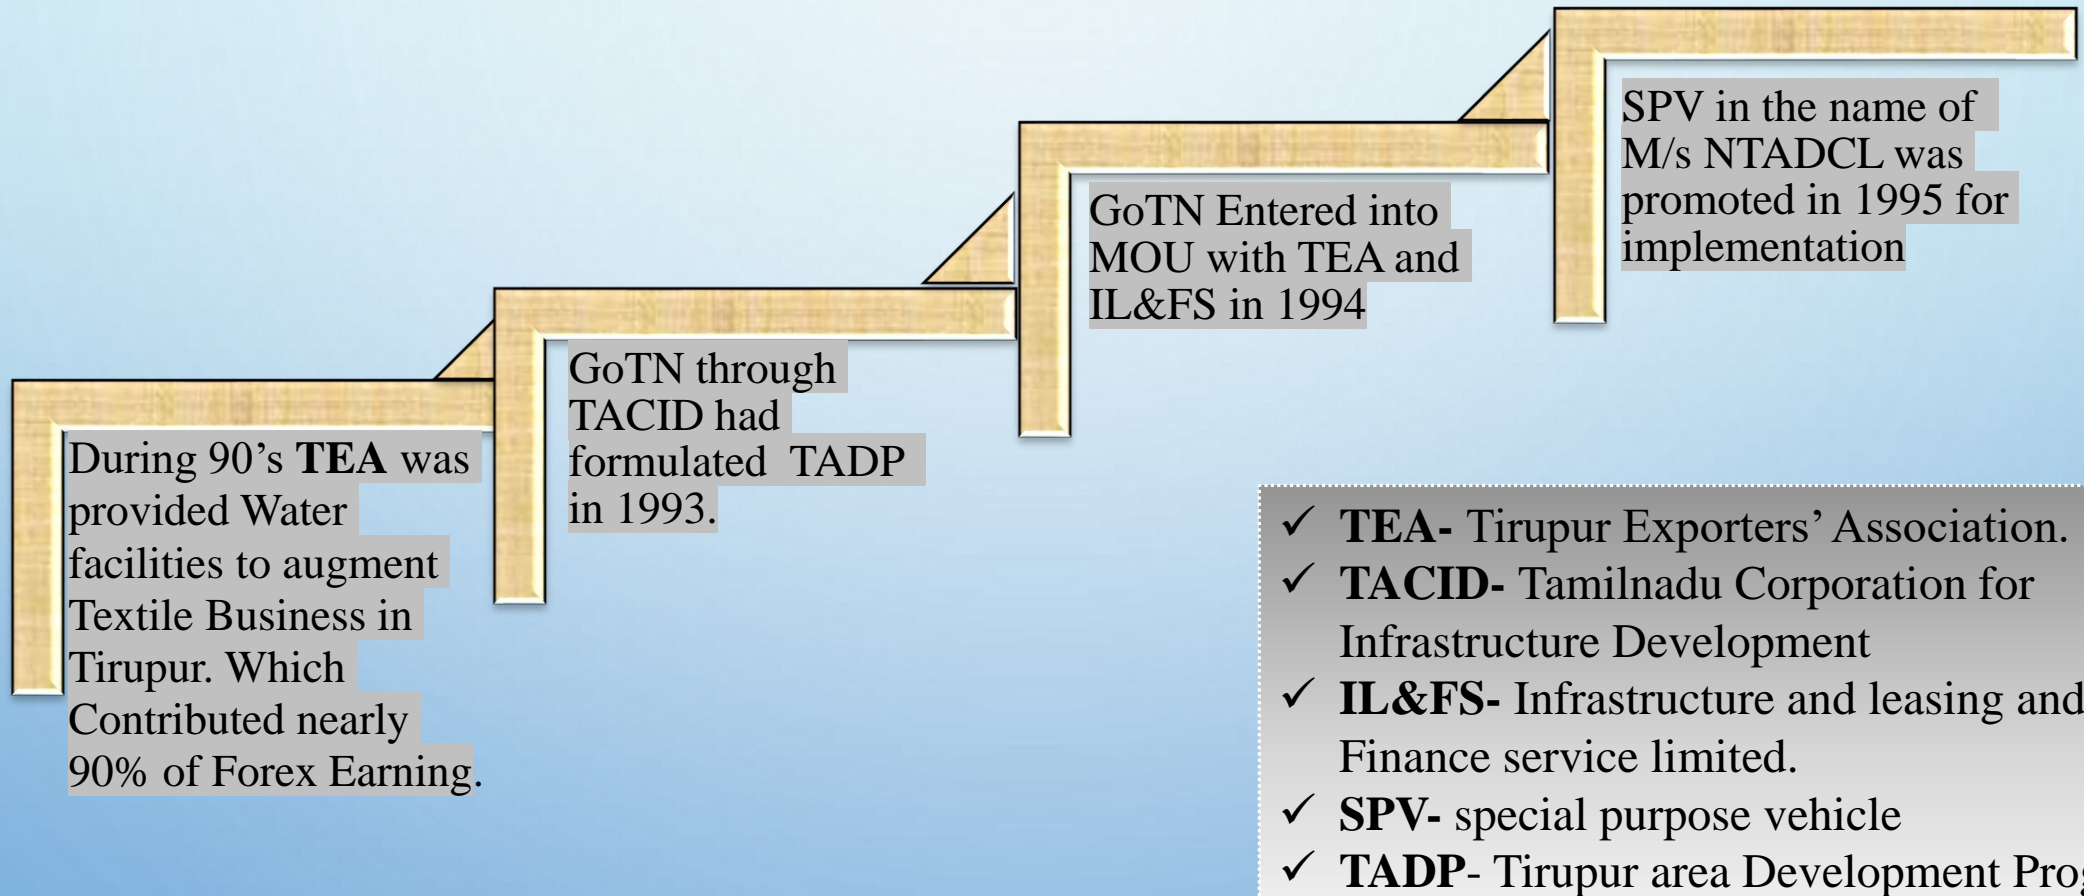 During 90’s TEA was
provided Water
facilities to augment
Textile Business in
Tirupur. Which
Contributed nearly
90% of Forex Earning.
GoTN through
TACID had
formulated TADP
in 1993.
GoTN Entered into
MOU with TEA and
IL&FS in 1994
SPV in the name of
M/s NTADCL was
promoted in 1995 for
implementation
✓ TEA- Tirupur Exporters’ Association.
✓ TACID- Tamilnadu Corporation for
Infrastructure Development
✓ IL&FS- Infrastructure and leasing and
Finance service limited.
✓ SPV- special purpose vehicle
✓ TADP- Tirupur area Development